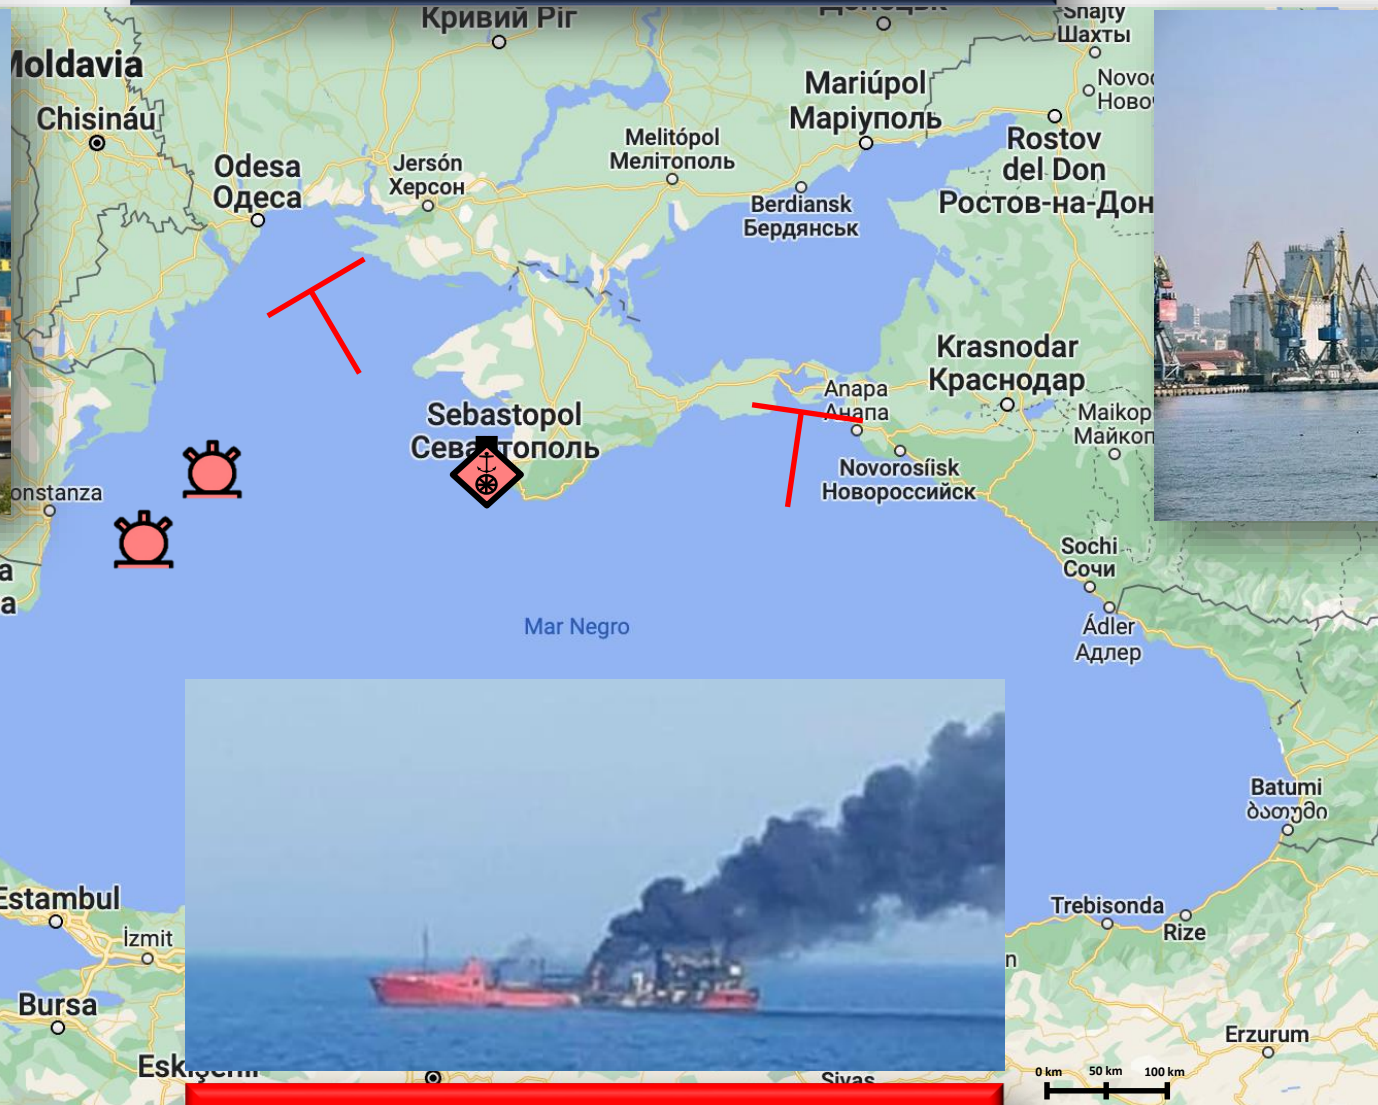 Кривий Ріг
Шахты
Moldavia
Chisináu
Mariúpol
Маріуполь
Melitópol
Мелітополь
Rostov
del Don
Ростов-на-Дон
Odesa
Одеса
Jersón
Херсон
Berdiansk
Бердянськ
Krasnodar
Краснодар
Anapa
Анапа
Maikop
Майкоп
Sebastopol
Севастополь
Novorosíisk
Новороссийск
onstanza
Sochi
Сочи
a
a
Mar Negro
Ádler
Адлер
Batumi
ბათუმი
Estambul
İzmit
Trebisonda
Rize
n
Bursa
Erzurum
Sivas
0 km 50 km 100 km